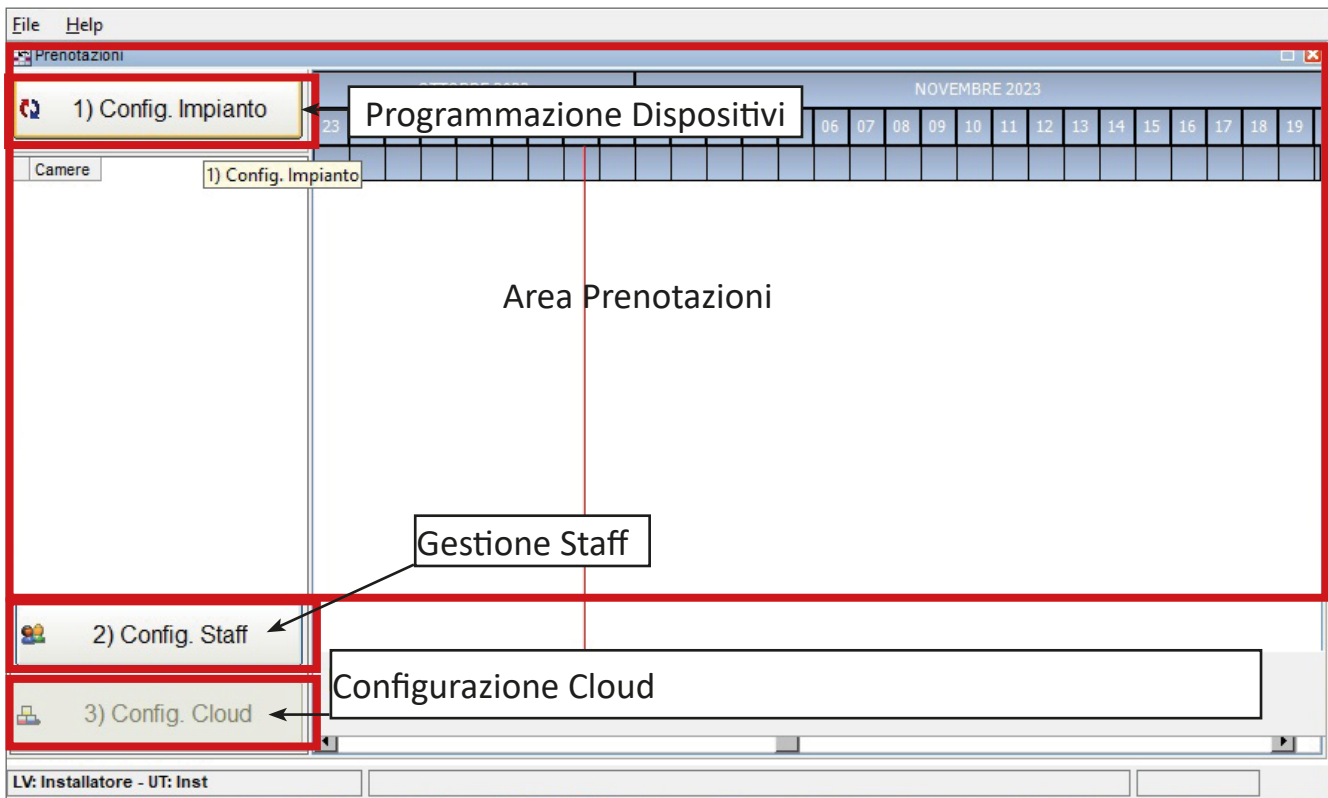 File Help
Prenotazioni
1) Config. Impianto
Programmazione Dispositivi
NOVEMBRE 2023
23 06 07 08 09 10 11 12 13 14 15 16 17 18 19
Camere
1) Config. Impianto
Area Prenotazioni
Gestione Staff
2) Config. Staff
Configurazione Cloud
3) Config. Cloud
LV: Installatore - UT: Inst